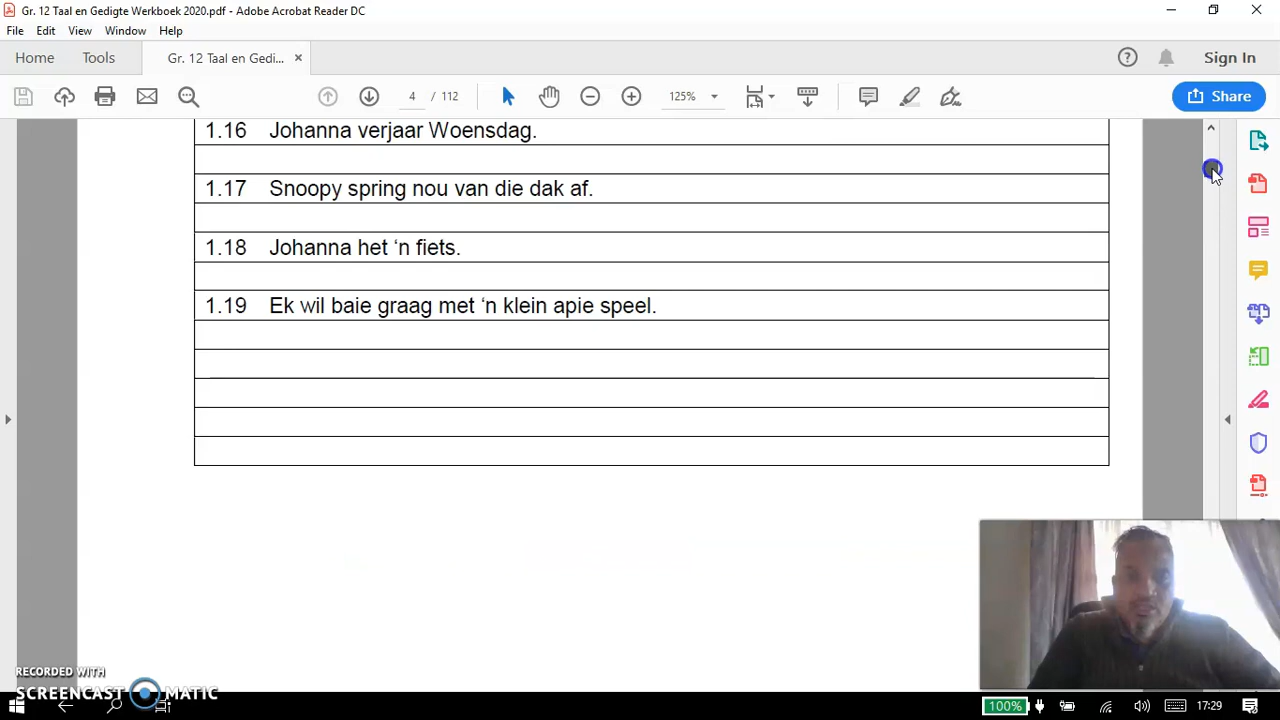 Gr. 12 Taal en Gedigte Werkboek 2020.pdf - Adobe Acrobat Reader DC
File Edit View Window Help
Home Tools Gr. 12 Taal en Gedi... × Sign In
4 / 112 125% Share
1.16 Johanna verjaar Woensdag.
1.17 Snoopy spring nou van die dak af.
1.18 Johanna het ‘n fiets.
1.19 Ek wil baie graag met ‘n klein apie speel.
RECORDED WITH
SCREENCAST MATIC
100% 17:29